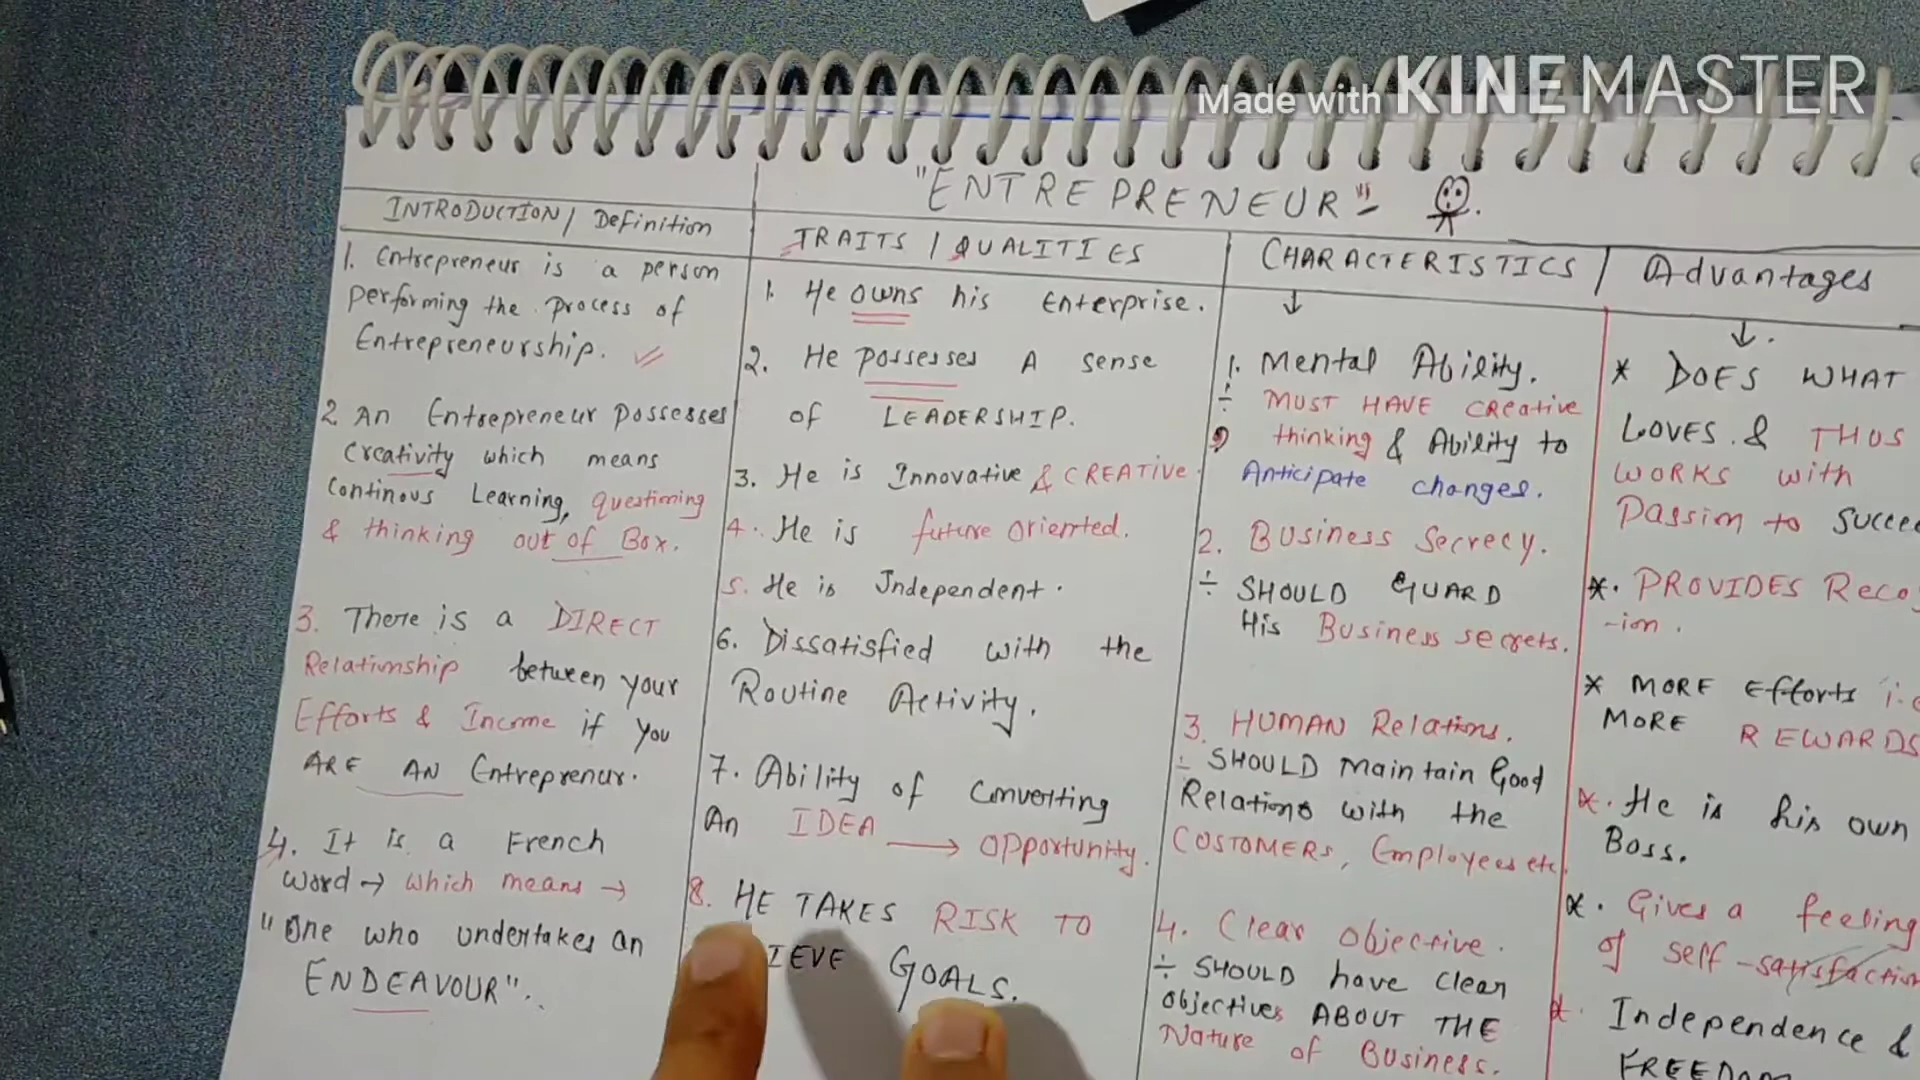 Made with KINEMASTER
"ENTREPRENEUR"
INTRODUCTION / Definition
1. Entrepreneur is a person
performing the process of
Entrepreneurship.
2 An Entrepreneur possesses
Creativity which means
Continous Learning, questioning
& thinking out of Box.
3. There is a DIRECT
Relationship between your
Efforts & Income if you
ARE AN Entreprenur.
4. It is a French
word → which means →
"One who undertakes an
ENDEAVOUR"..
TRAITS / QUALITIES
1. He owns his Enterprise.
2. He possesses A sense
of LEADERSHIP.
3. He is Innovative & CREATIVE
4. He is future oriented.
5. He is Independent.
6. Dissatisfied with the
Routine Activity.
7. Ability of converting
An IDEA → opportunity.
8. HE TAKES RISK TO
IEVE GOALS.
CHARACTERISTICS
1. Mental Ability.
÷ MUST HAVE Creative
thinking & Ability to
Anticipate changes.
2. Business Secrecy.
÷ SHOULD GUARD
His Business secrets.
3. HUMAN Relations.
÷ SHOULD Maintain Good
Relations with the
CUSTOMERS, Employees etc.
4. Clear objective.
÷ SHOULD have clear
objectives ABOUT THE
Nature of Business.
Advantages
* DOES WHAT
LOVES. & THUS
WORKS with
Passion to succee
*. PROVIDES Recog
-ion.
* MORE Efforts i.e
MORE REWARDS
*. He is his own
Boss.
*. Gives a feeling
of self-satisfaction
*. Independence &
FREEDOM